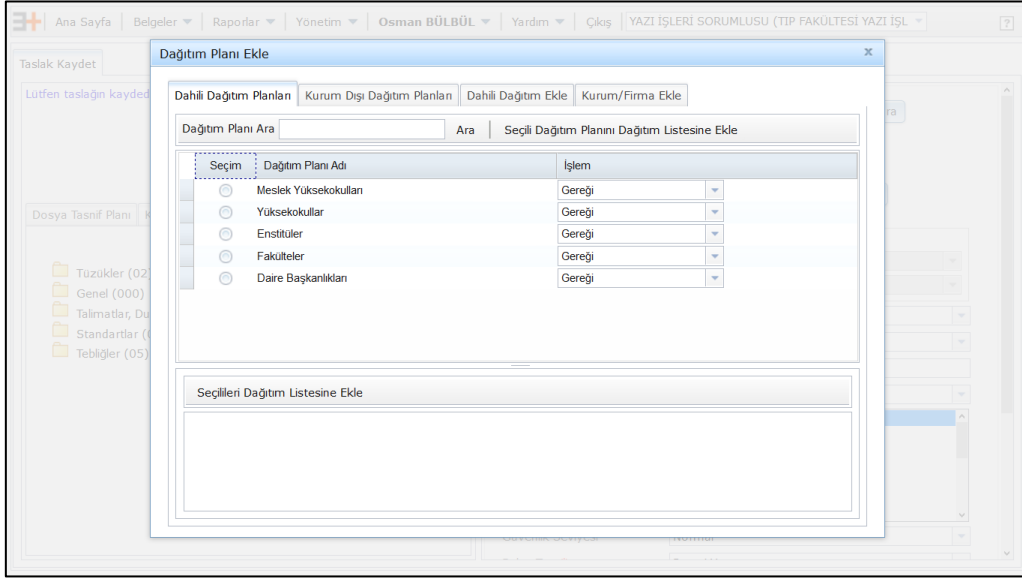 Ana Sayfa Belgeler Raporlar Yönetim Osman BÜLBÜL Yardım Çıkış YAZI İŞLERİ SORUMLUSU (TIP FAKÜLTESİ YAZI İŞL ?
Dağıtım Planı Ekle x
Taslak Kaydet
Lütfen taslağın kayded
Dahili Dağıtım Planları Kurum Dışı Dağıtım Planları Dahili Dağıtım Ekle Kurum/Firma Ekle
Dağıtım Planı Ara Ara Seçili Dağıtım Planını Dağıtım Listesine Ekle
Seçim Dağıtım Planı Adı İşlem
Meslek Yüksekokulları Gereği
Yüksekokullar Gereği
Enstitüler Gereği
Fakülteler Gereği
Daire Başkanlıkları Gereği
Dosya Tasnif Planı K
Tüzükler (02
Genel (000)
Talimatlar, Du
Standartlar (
Tebliğler (05)
Seçilileri Dağıtım Listesine Ekle
Güvenlik Seviyesi Normal